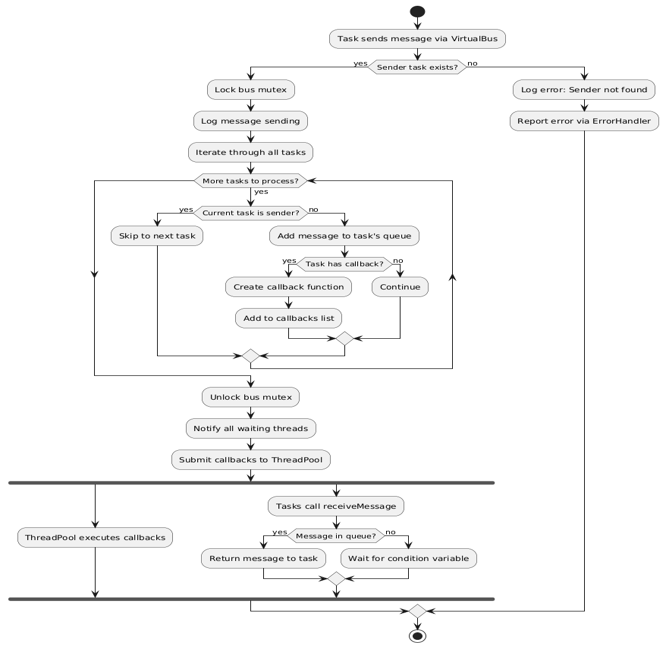 Task sends message via VirtualBus
yes
Sender task exists?
no
Lock bus mutex
Log error: Sender not found
Log message sending
Report error via ErrorHandler
Iterate through all tasks
More tasks to process?
yes
yes
Current task is sender?
no
Skip to next task
Add message to task's queue
yes
Task has callback?
no
Create callback function
Continue
Add to callbacks list
Unlock bus mutex
Notify all waiting threads
Submit callbacks to ThreadPool
Tasks call receiveMessage
yes
Message in queue?
no
ThreadPool executes callbacks
Return message to task
Wait for condition variable